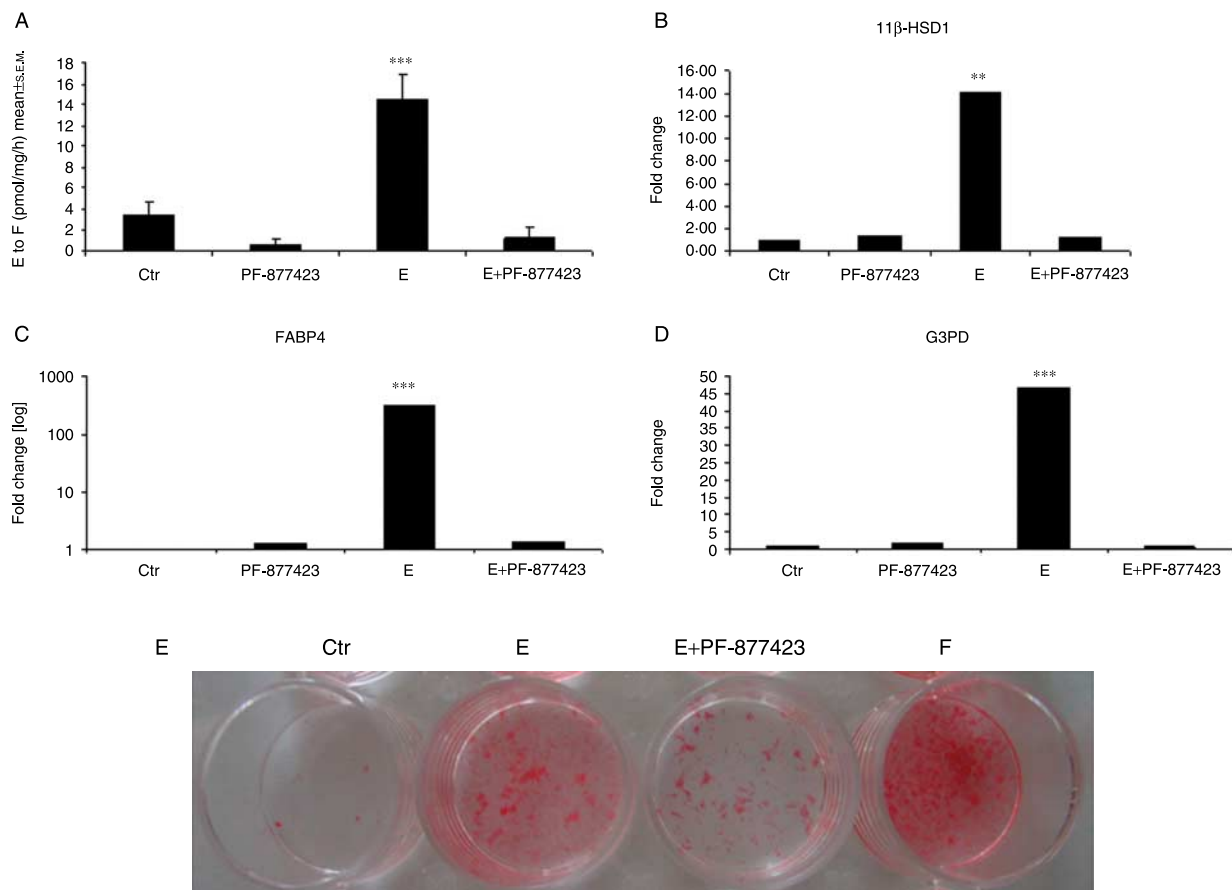 A
E to F (pmol/mg/h) mean±S.E.M.
18
16
14
12
10
8
6
4
2
0
***
Ctr
PF-877423
E
E+PF-877423
B
11β-HSD1
Fold change
16·00
14·00
12·00
10·00
8·00
6·00
4·00
2·00
0·00
**
Ctr
PF-877423
E
E+PF-877423
C
FABP4
Fold change [log]
1000
100
10
1
***
Ctr
PF-877423
E
E+PF-877423
D
G3PD
Fold change
50
45
40
35
30
25
20
15
10
5
0
***
Ctr
PF-877423
E
E+PF-877423
E
Ctr
E
E+PF-877423
F